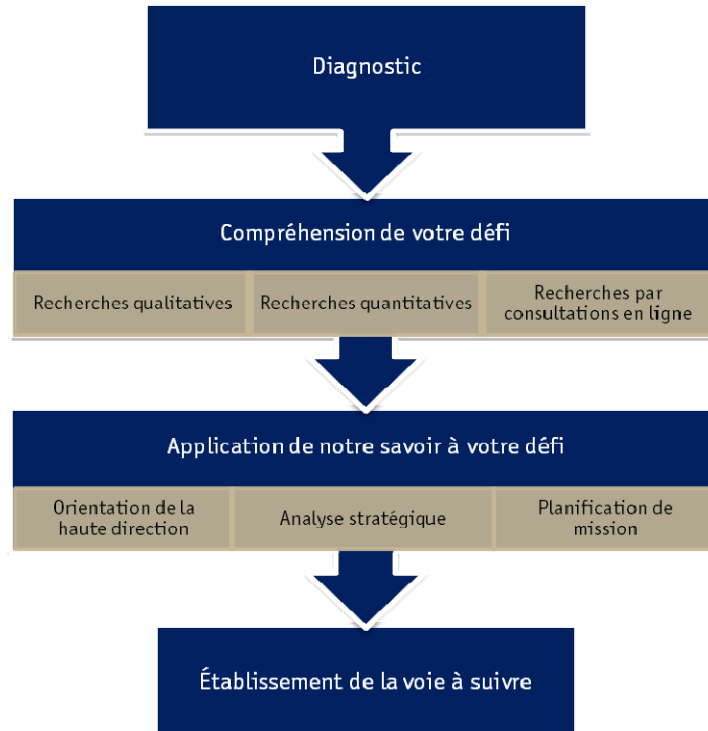 Diagnostic
Compréhension de votre défi
Recherches qualitatives
Recherches quantitatives
Recherches par
consultations en ligne
Application de notre savoir à votre défi
Orientation de la
haute direction
Analyse stratégique
Planification de
mission
Établissement de la voie à suivre